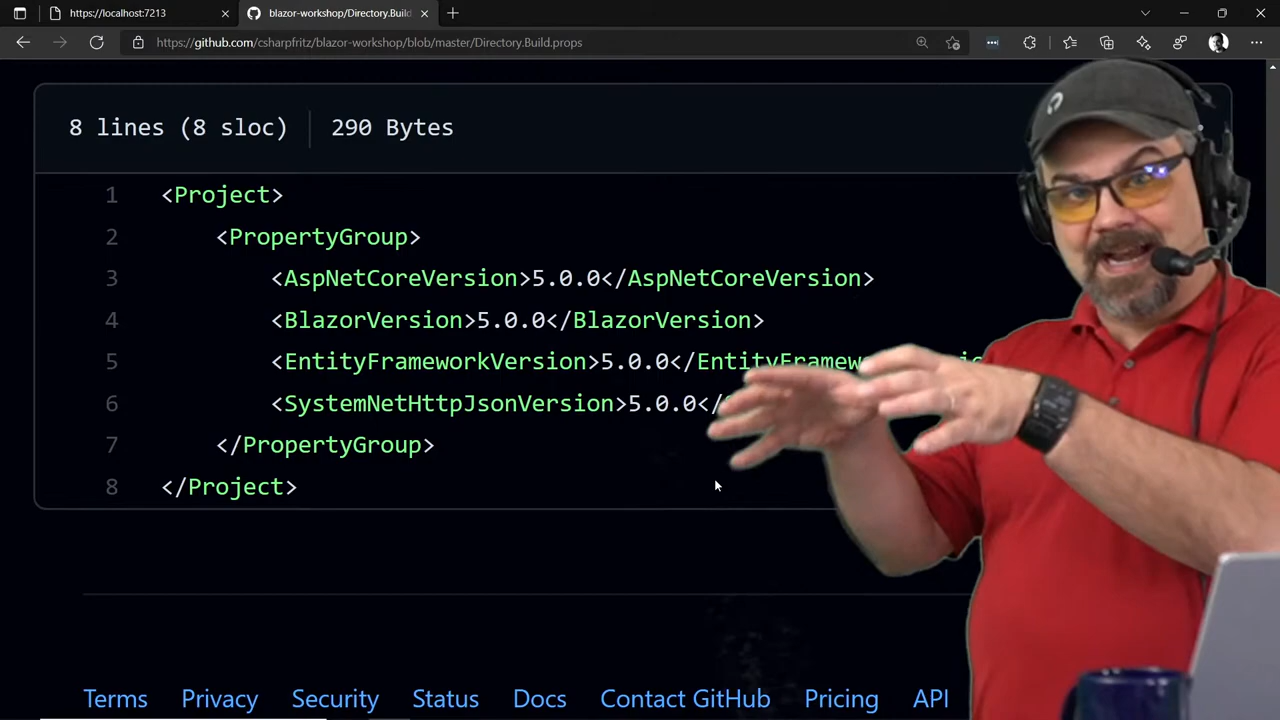 https://localhost:7213
blazor-workshop/Directory.Build
https://github.com/csharpfritz/blazor-workshop/blob/master/Directory.Build.props
8 lines (8 sloc) 290 Bytes
1 <Project>
2 <PropertyGroup>
3 <AspNetCoreVersion>5.0.0</AspNetCoreVersion>
4 <BlazorVersion>5.0.0</BlazorVersion>
5 <EntityFrameworkVersion>5.0.0</EntityFramew
6 <SystemNetHttpJsonVersion>5.0.0</
7 </PropertyGroup>
8 </Project>
Terms Privacy Security Status Docs Contact GitHub Pricing API